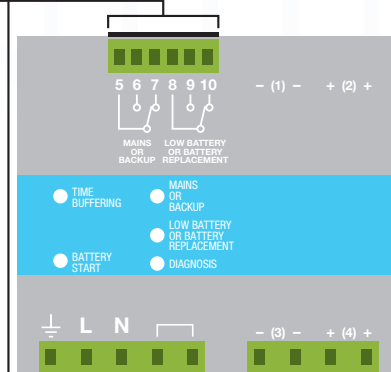 5 6 7 8 9 10
– (1) – + (2) +
MAINS
OR
BACKUP
LOW BATTERY
OR BATTERY
REPLACEMENT
TIME
BUFFERING
MAINS
OR
BACKUP
LOW BATTERY
OR BATTERY
REPLACEMENT
BATTERY
START
DIAGNOSIS
L N
– (3) – + (4) +